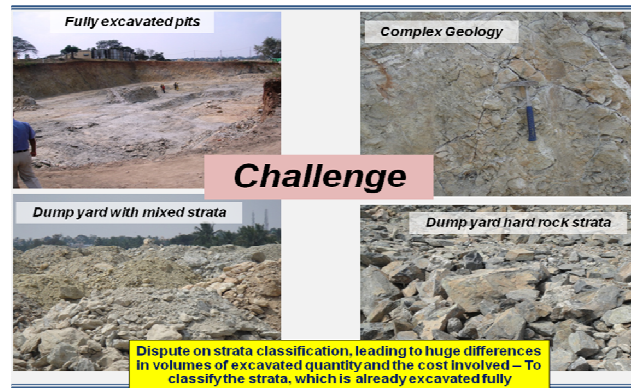 Fully excavated pits
Complex Geology
Challenge
Dump yard with mixed strata
Dump yard hard rock strata
Dispute on strata classification, leading to huge differences
in volumes of excavated quantity and the cost involved – To
classify the strata, which is already excavated fully